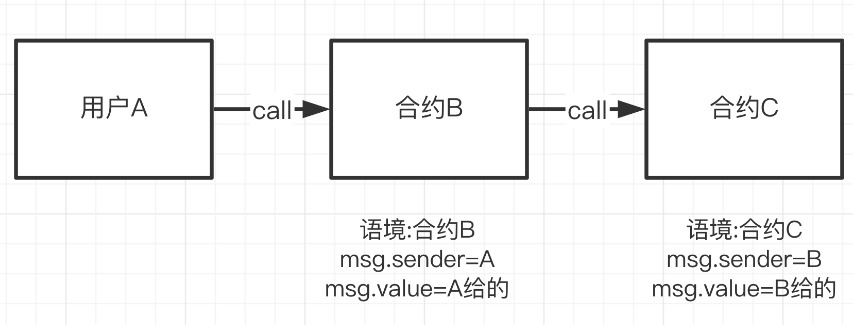 用户A
call
合约B
call
合约C
语境:合约B
msg.sender=A
msg.value=A给的
语境:合约C
msg.sender=B
msg.value=B给的